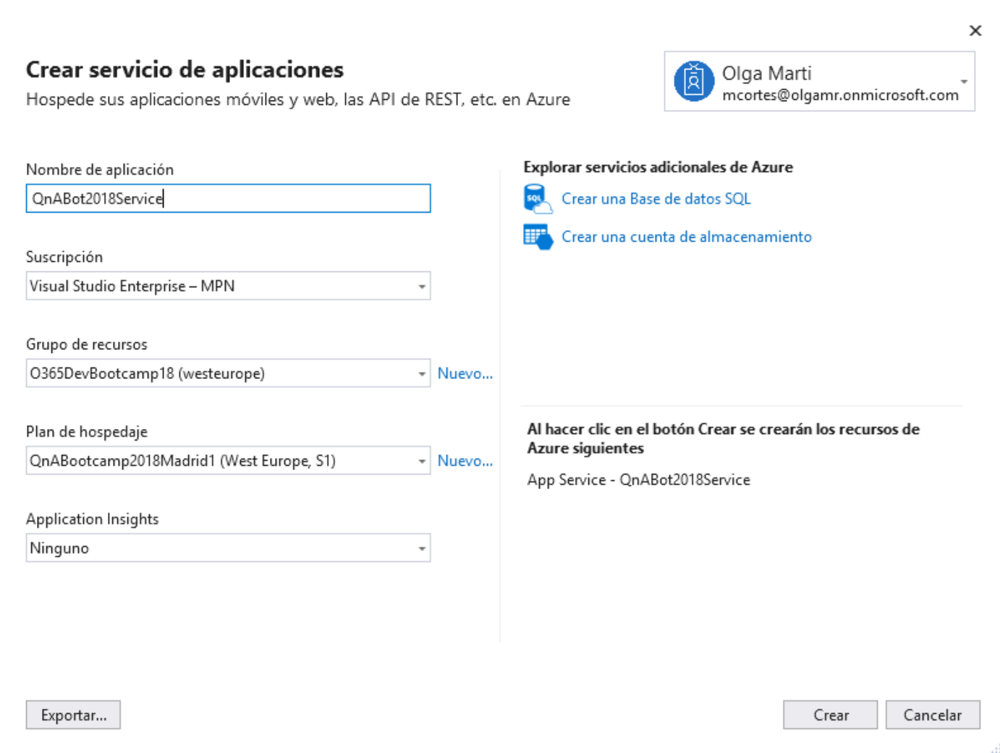 Crear servicio de aplicaciones
Hospede sus aplicaciones móviles y web, las API de REST, etc. en Azure
Olga Marti
mcortes@olgamr.onmicrosoft.com
Nombre de aplicación
QnABot2018Service
Suscripción
Visual Studio Enterprise – MPN
Grupo de recursos
O365DevBootcamp18 (westeurope)
Nuevo...
Plan de hospedaje
QnABootcamp2018Madrid1 (West Europe, S1)
Nuevo...
Application Insights
Ninguno
Explorar servicios adicionales de Azure
SQL
Crear una Base de datos SQL
Crear una cuenta de almacenamiento
Al hacer clic en el botón Crear se crearán los recursos de
Azure siguientes
App Service - QnABot2018Service
Exportar...
Crear
Cancelar